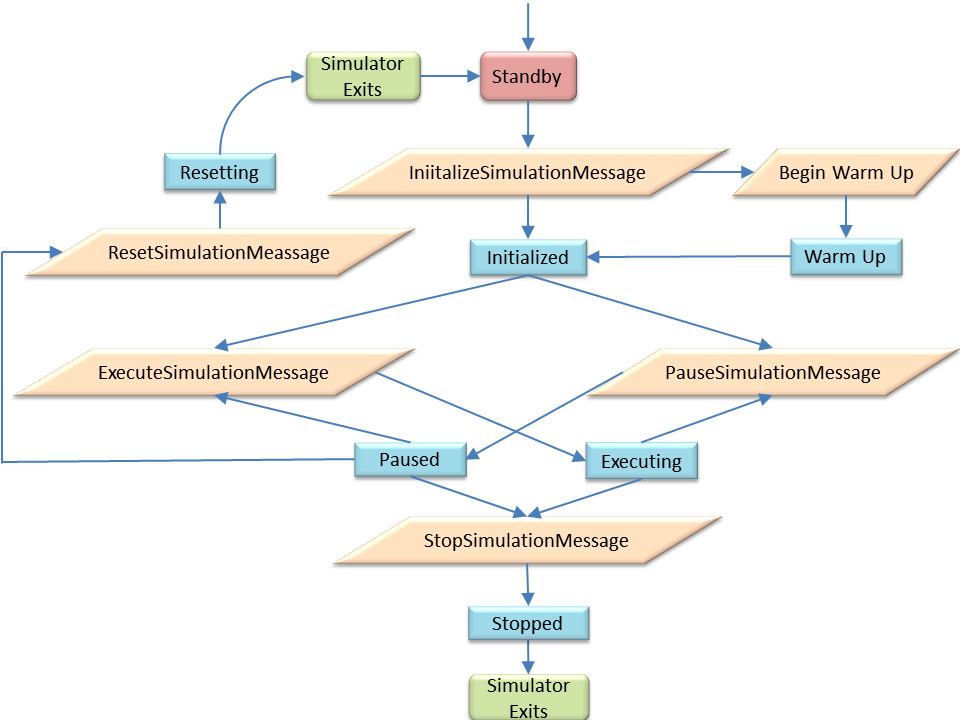 Simulator
Exits
Standby
Resetting
IniitalizeSimulationMessage
Begin Warm Up
ResetSimulationMeassage
Initialized
Warm Up
ExecuteSimulationMessage
PauseSimulationMessage
Paused
Executing
StopSimulationMessage
Stopped
Simulator
Exits